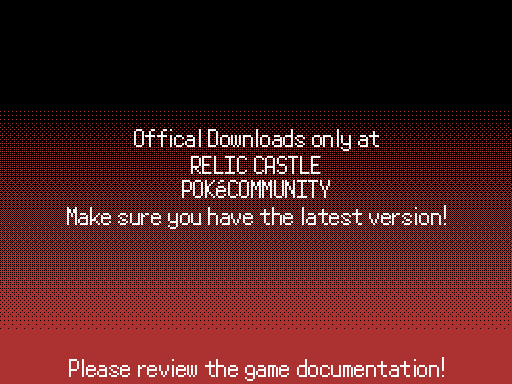 Offical Downloads only at
RELIC CASTLE
POKéCOMMUNITY
Make sure you have the latest version!
Please review the game documentation!